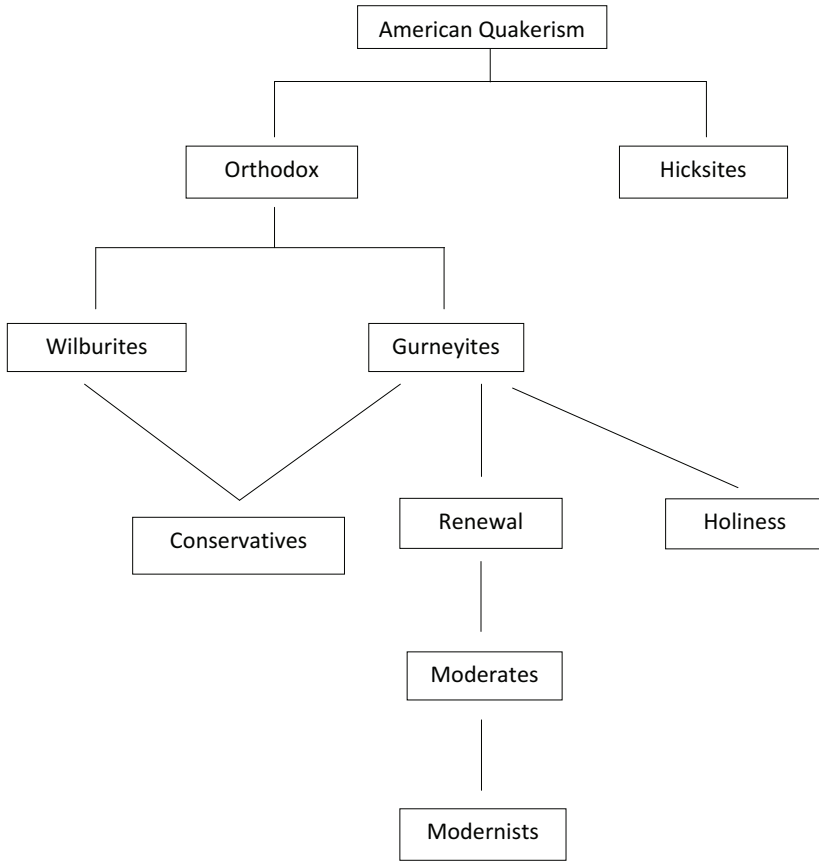 American Quakerism
Orthodox
Hicksites
Wilburites
Gurneyites
Conservatives
Renewal
Holiness
Moderates
Modernists